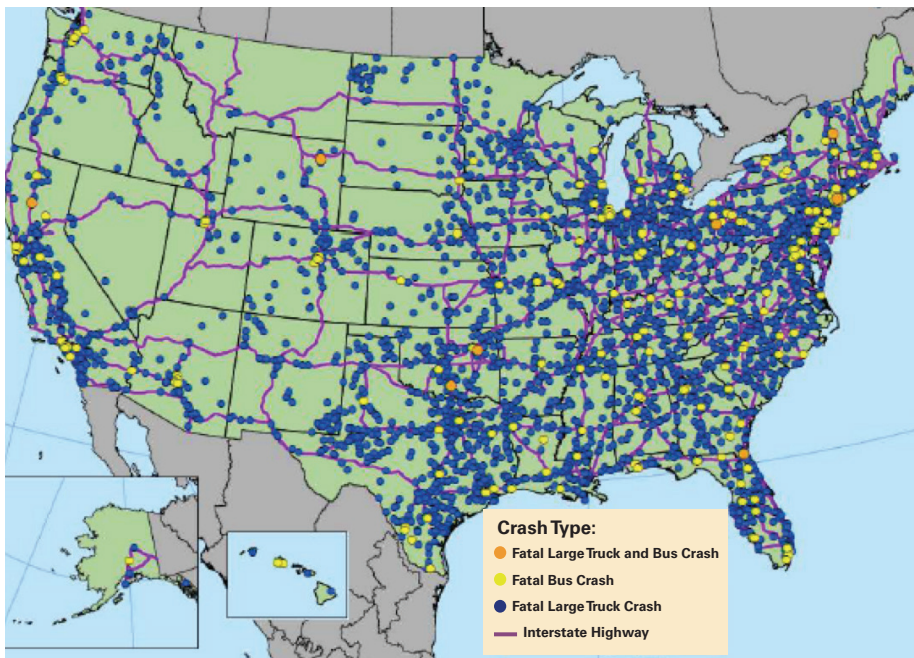 Crash Type:
Fatal Large Truck and Bus Crash
Fatal Bus Crash
Fatal Large Truck Crash
Interstate Highway